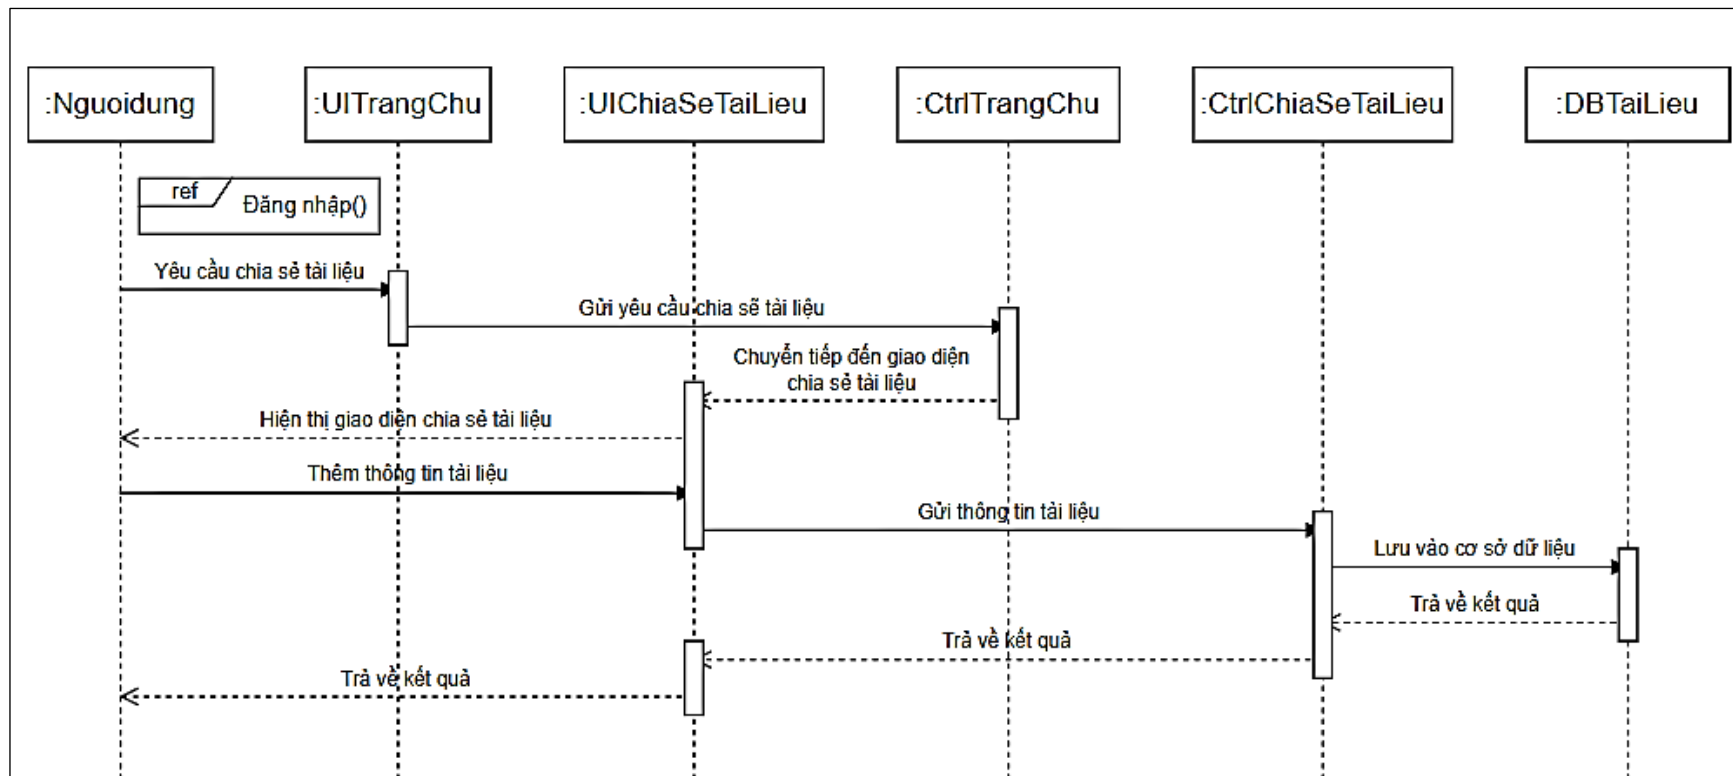 :Nguoidung
:UITrangChu
:UIChiaSeTaiLieu
:CtrlTrangChu
:CtrlChiaSeTaiLieu
:DBTaiLieu
ref
Đăng nhập()
Yêu cầu chia sẻ tài liệu
Gửi yêu cầu chia sẽ tài liệu
Chuyển tiếp đến giao diện
chia sẻ tài liệu
Hiện thị giao diện chia sẻ tài liệu
Thêm thông tin tài liệu
Gửi thông tin tài liệu
Lưu vào cơ sở dữ liệu
Trả về kết quả
Trả về kết quả
Trả về kết quả